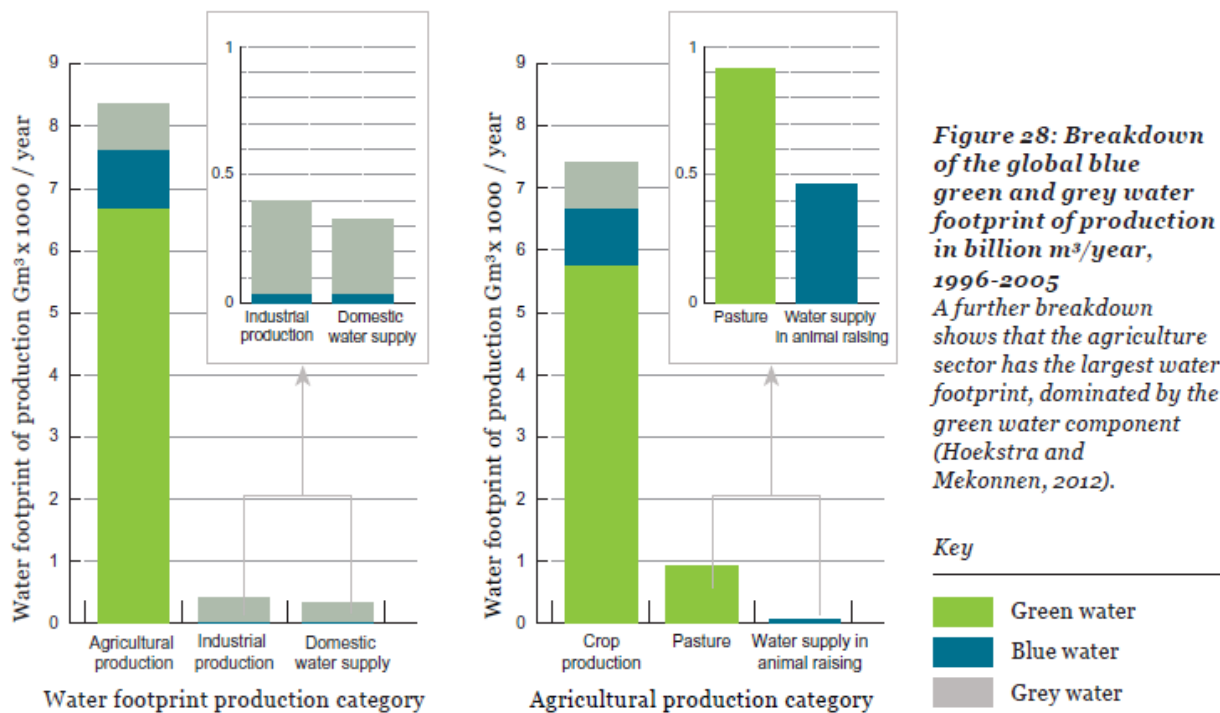 Water footprint of production Gm³ x 1000 / year
9
8
7
6
5
4
3
2
1
0
1
0.5
0
Industrial
production
Domestic
water supply
Agricultural
production
Industrial
production
Domestic
water supply
Water footprint production category
Water footprint of production Gm³ x 1000 / year
9
8
7
6
5
4
3
2
1
0
1
0.5
0
Pasture
Water supply
in animal raising
Crop
production
Pasture
Water supply in
animal raising
Agricultural production category
Figure 28: Breakdown
of the global blue
green and grey water
footprint of production
in billion m³/year,
1996-2005
A further breakdown
shows that the agriculture
sector has the largest water
footprint, dominated by the
green water component
(Hoekstra and
Mekonnen, 2012).
Key
Green water
Blue water
Grey water